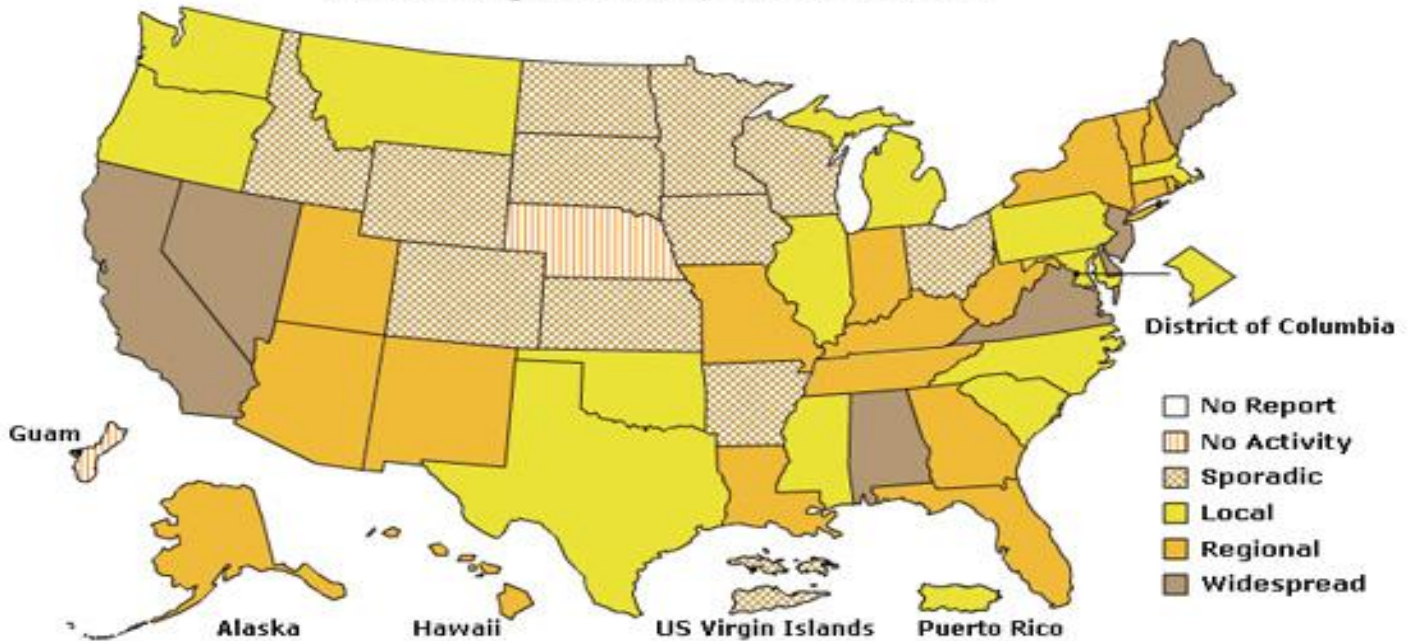 District of Columbia
No Report
Guam
No Activity
Sporadic
Local
Regional
Widespread
Alaska
Hawaii
US Virgin Islands
Puerto Rico